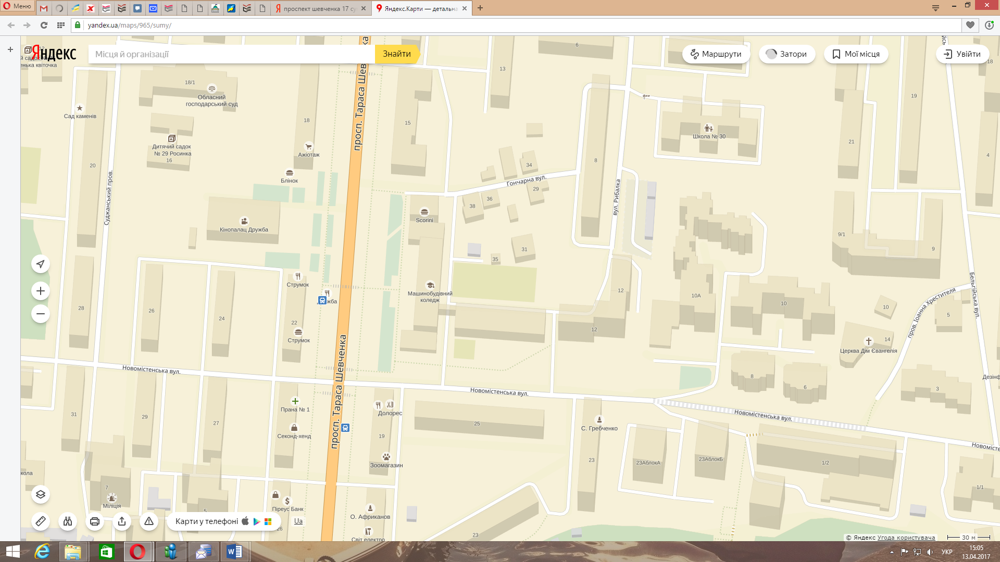 Меню
проспект шевченка 17 су
Яндекс.Карти — детальна
yandex.ua/maps/965/sumy/
Яндекс
Місця й організації
Знайти
Маршрути
Затори
Мої місця
Увійти
енька квіточка
18/1
Обласний
господарський суд
Сад каменів
Дитячий садок
№ 29 Росинка
16
18
Ажіотаж
Блінок
20
Суджанський пров.
Кінопалац Дружба
просп. Тараса Шевченка
13
15
6
8
34
Гончарна вул.
29
36
38
Scorini
31
35
вул. Рибалка
Школа № 30
19
18
21
4
9/1
9
Бельгійська вул.
пров. Іоанна Хрестителя
Струмок
28
26
24
22
Струмок
Машинобудівний
коледж
12
12
10А
10
10
5
14
Церква Дім Євангелія
8
6
3
Дезінф
Новомістенська вул.
Новомістенська вул.
Новомістенська вул.
Новомісте
просп. Тараса Шевченка
31
29
27
Прана № 1
Секонд-хенд
Долорес
19
Зоомагазин
25
С. Гребченко
23
23АблокА
23АблокБ
1/2
1/1
кола
7
Міліція
5
Піреус Банк
26
О. Африканов
Світ електро
23
Карти у телефоні
Ua
© Яндекс Угода користувача
30 м
УКР
15:05
13.04.2017